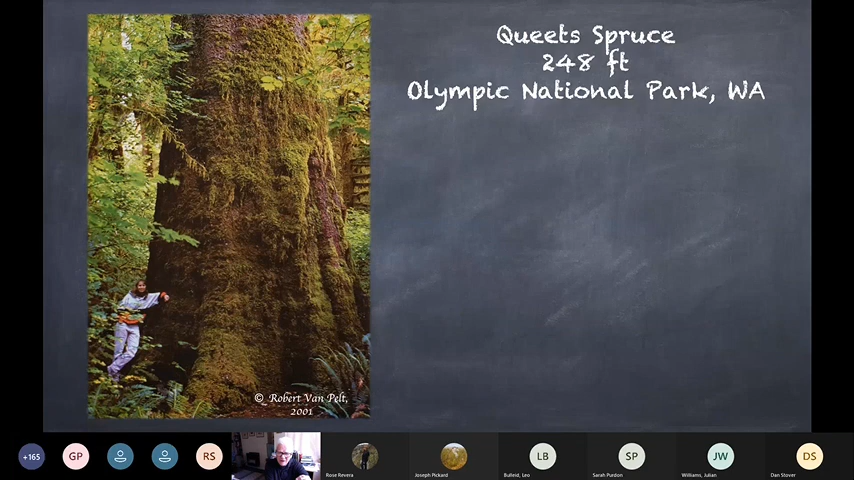 Queets Spruce
248 ft
Olympic National Park, WA
© Robert Van Pelt,
2001
+165
GP
RS
LB
SP
JW
DS
Rose Revera
Joseph Pickard
Bulleid, Leo
Sarah Purdon
Williams, Julian
Dan Stover